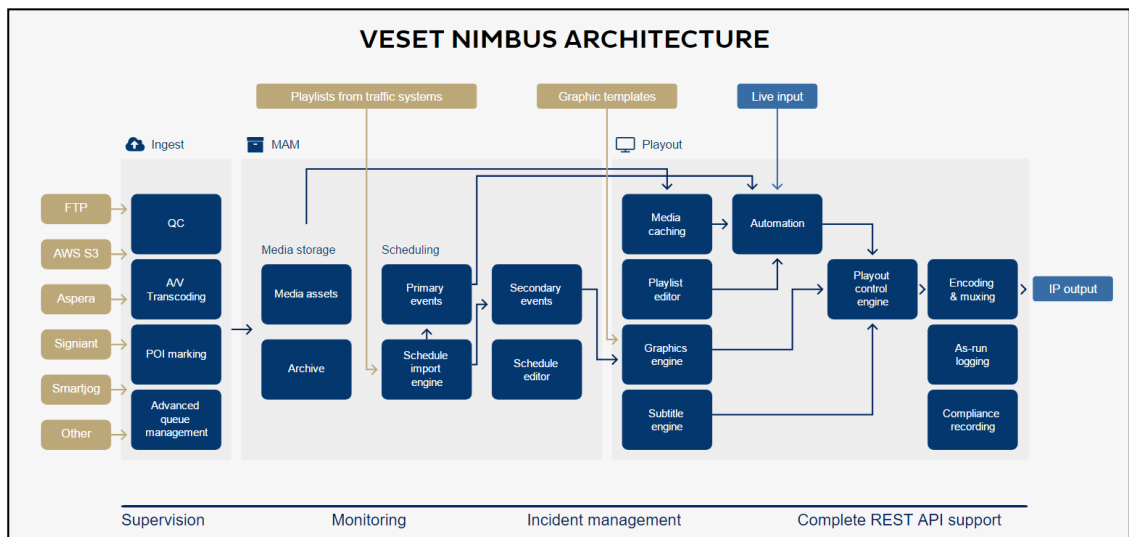 VESET NIMBUS ARCHITECTURE
Playlists from traffic systems
Graphic templates
Live input
Ingest
MAM
Playout
FTP
AWS S3
Aspera
Signiant
Smartjog
Other
QC
A/V
Transcoding
POI marking
Advanced
queue
management
Media storage
Media assets
Archive
Scheduling
Primary
events
Schedule
import
engine
Secondary
events
Schedule
editor
Media
caching
Playlist
editor
Graphics
engine
Subtitle
engine
Automation
Playout
control
engine
Encoding
& muxing
As-run
logging
Compliance
recording
IP output
Supervision
Monitoring
Incident management
Complete REST API support